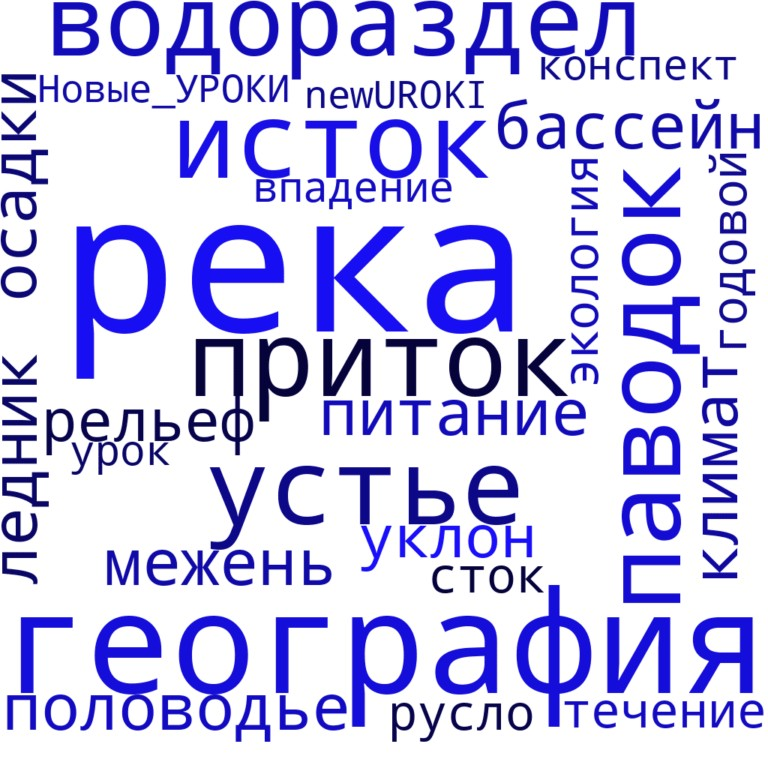 водораздел
конспект
Новые_УРОКИ
newUROKI
осадки
исток
бассейн
впадение
экология
годовой
река
паводок
приток
климат
ледник
рельеф
питание
урок
устье
уклон
межень
сток
география
половодье
русло
течение